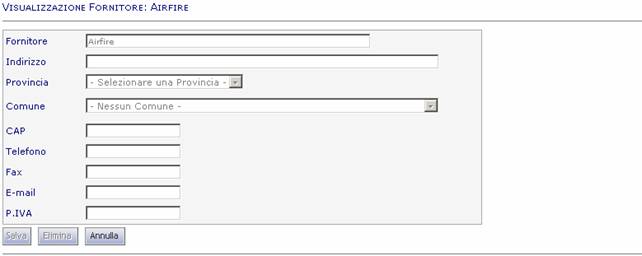 Visualizzazione Fornitore: Airfire
Fornitore Airfire
Indirizzo
Provincia - Selezionare una Provincia -
Comune - Nessun Comune -
CAP
Telefono
Fax
E-mail
P.IVA
Salva Elimina Annulla